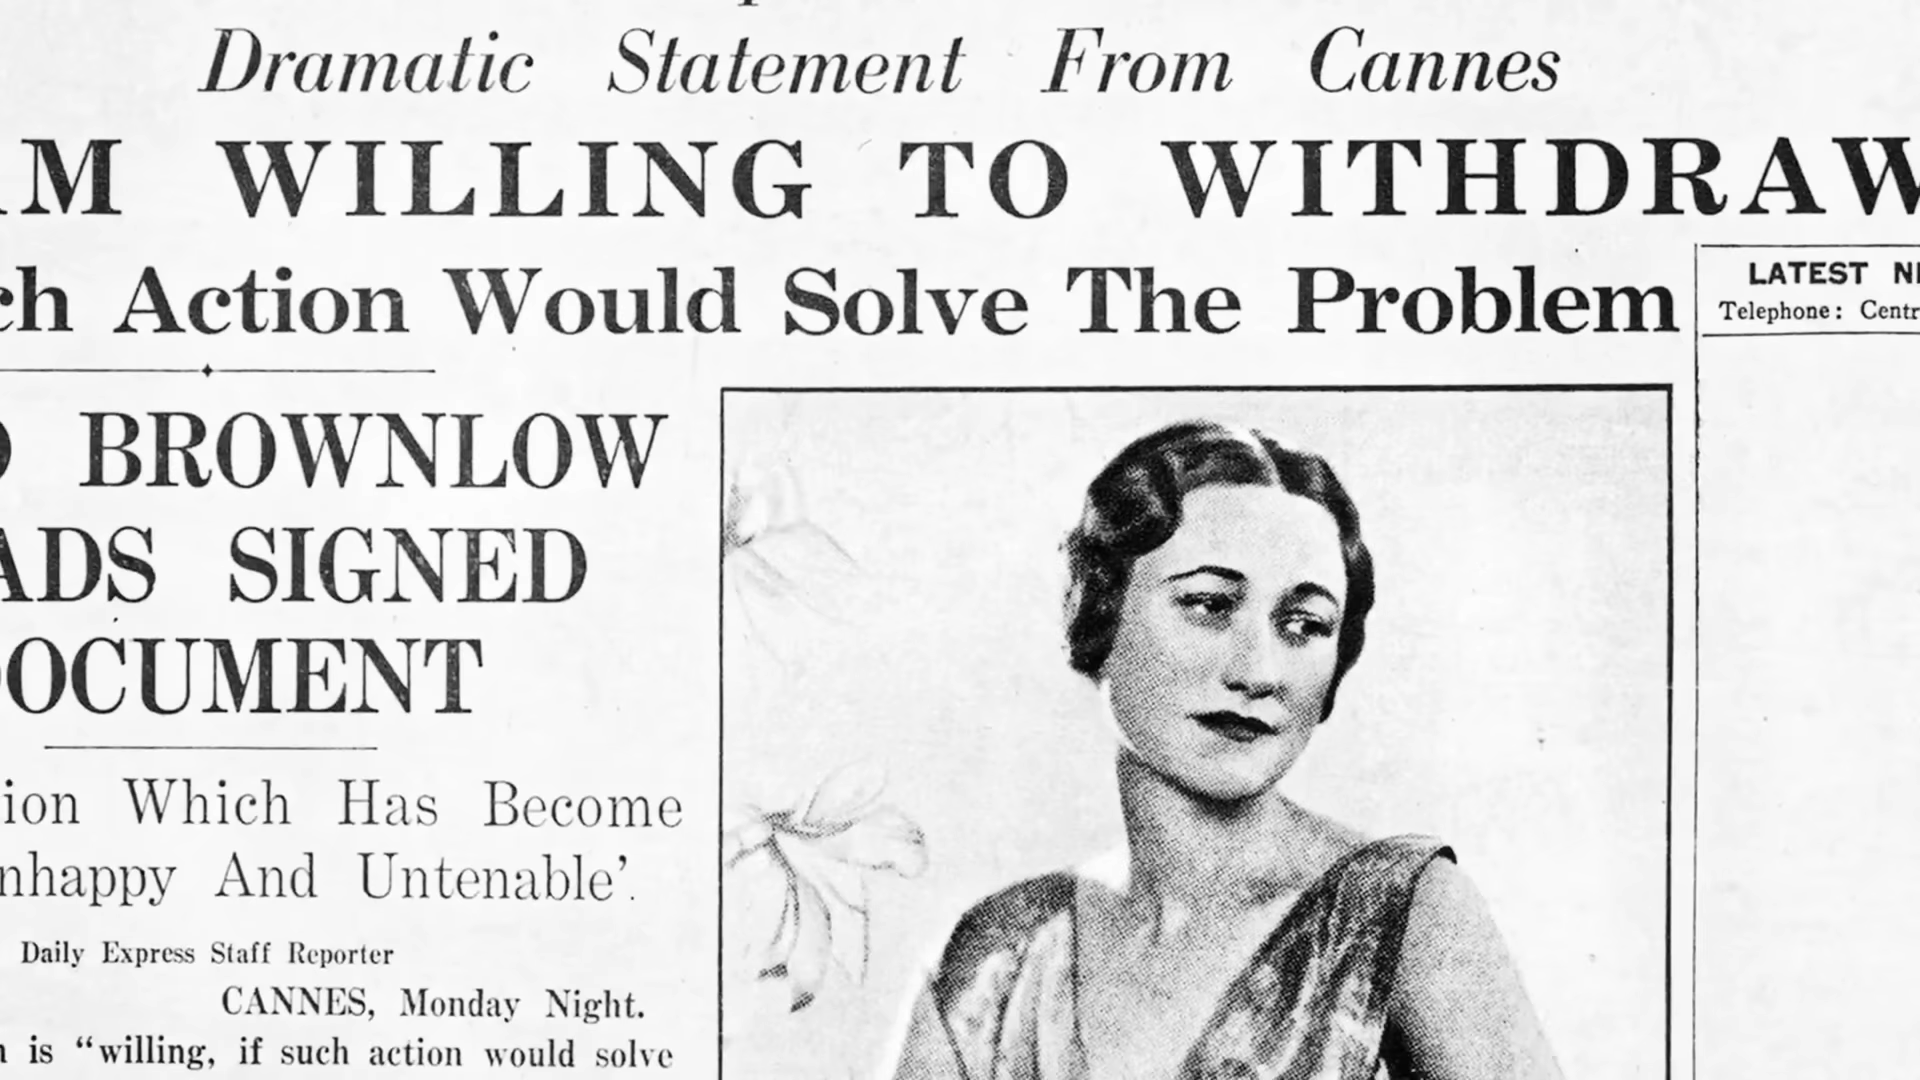 Dramatic Statement From Cannes
M WILLING TO WITHDRAW
ch Action Would Solve The Problem
LATEST NE
Telephone: Centr
BROWNLOW
ADS SIGNED
OCUMENT
ion Which Has Become
nhappy And Untenable'.
Daily Express Staff Reporter
CANNES, Monday Night.
is "willing, if such action would solve